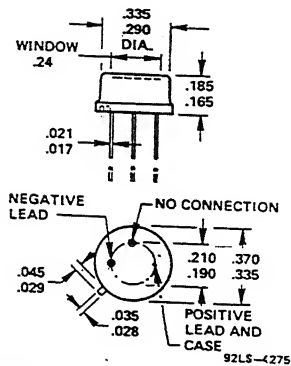 .335
.290
DIA.
WINDOW
.24
.185
.165
.021
.017
NEGATIVE
LEAD
NO CONNECTION
.210
.190
.370
.335
.045
.029
.035
.028
POSITIVE
LEAD AND
CASE
92LS-4275